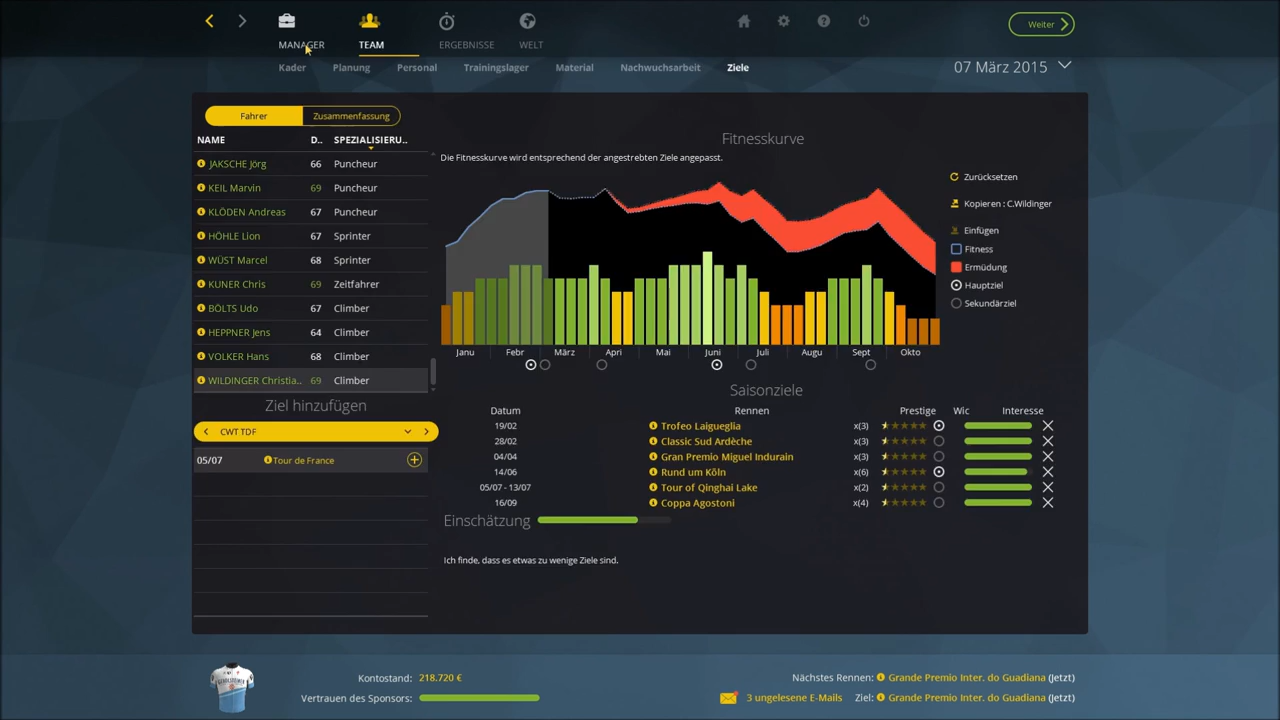 MANAGER TEAM ERGEBNISSE WELT Weiter
Kader Planung Personal Trainingslager Material Nachwuchsarbeit Ziele 07 März 2015
Fahrer Zusammenfassung
NAME D.. SPEZIALISIERU..
JAKSCHE Jörg 66 Puncheur
KEIL Marvin 69 Puncheur
KLÖDEN Andreas 67 Puncheur
HÖHLE Lion 67 Sprinter
WÜST Marcel 68 Sprinter
KUNER Chris 69 Zeitfahrer
BÖLTS Udo 67 Climber
HEPPNER Jens 64 Climber
VOLKER Hans 68 Climber
WILDINGER Christia.. 69 Climber
Ziel hinzufügen
CWT TDF
05/07 Tour de France
Fitnesskurve
Die Fitnesskurve wird entsprechend der angestrebten Ziele angepasst.
Zurücksetzen
Kopieren : C.Wildinger
Einfügen
Fitness
Ermüdung
Hauptziel
Sekundärziel
Janu Febr März April Mai Juni Juli Augu Sept Okto
Saisonziele
Datum Rennen Prestige Wic Interesse
19/02 Trofeo Laigueglia x(3)
28/02 Classic Sud Ardèche x(3)
04/04 Gran Premio Miguel Indurain x(3)
14/06 Rund um Köln x(6)
05/07 - 13/07 Tour of Qinghai Lake x(2)
16/09 Coppa Agostoni x(4)
Einschätzung
Ich finde, dass es etwas zu wenige Ziele sind.
Kontostand: 218.720 €
Vertrauen des Sponsors:
Nächstes Rennen: Grande Premio Inter. do Guadiana (Jetzt)
3 ungelesene E-Mails Ziel: Grande Premio Inter. do Guadiana (Jetzt)